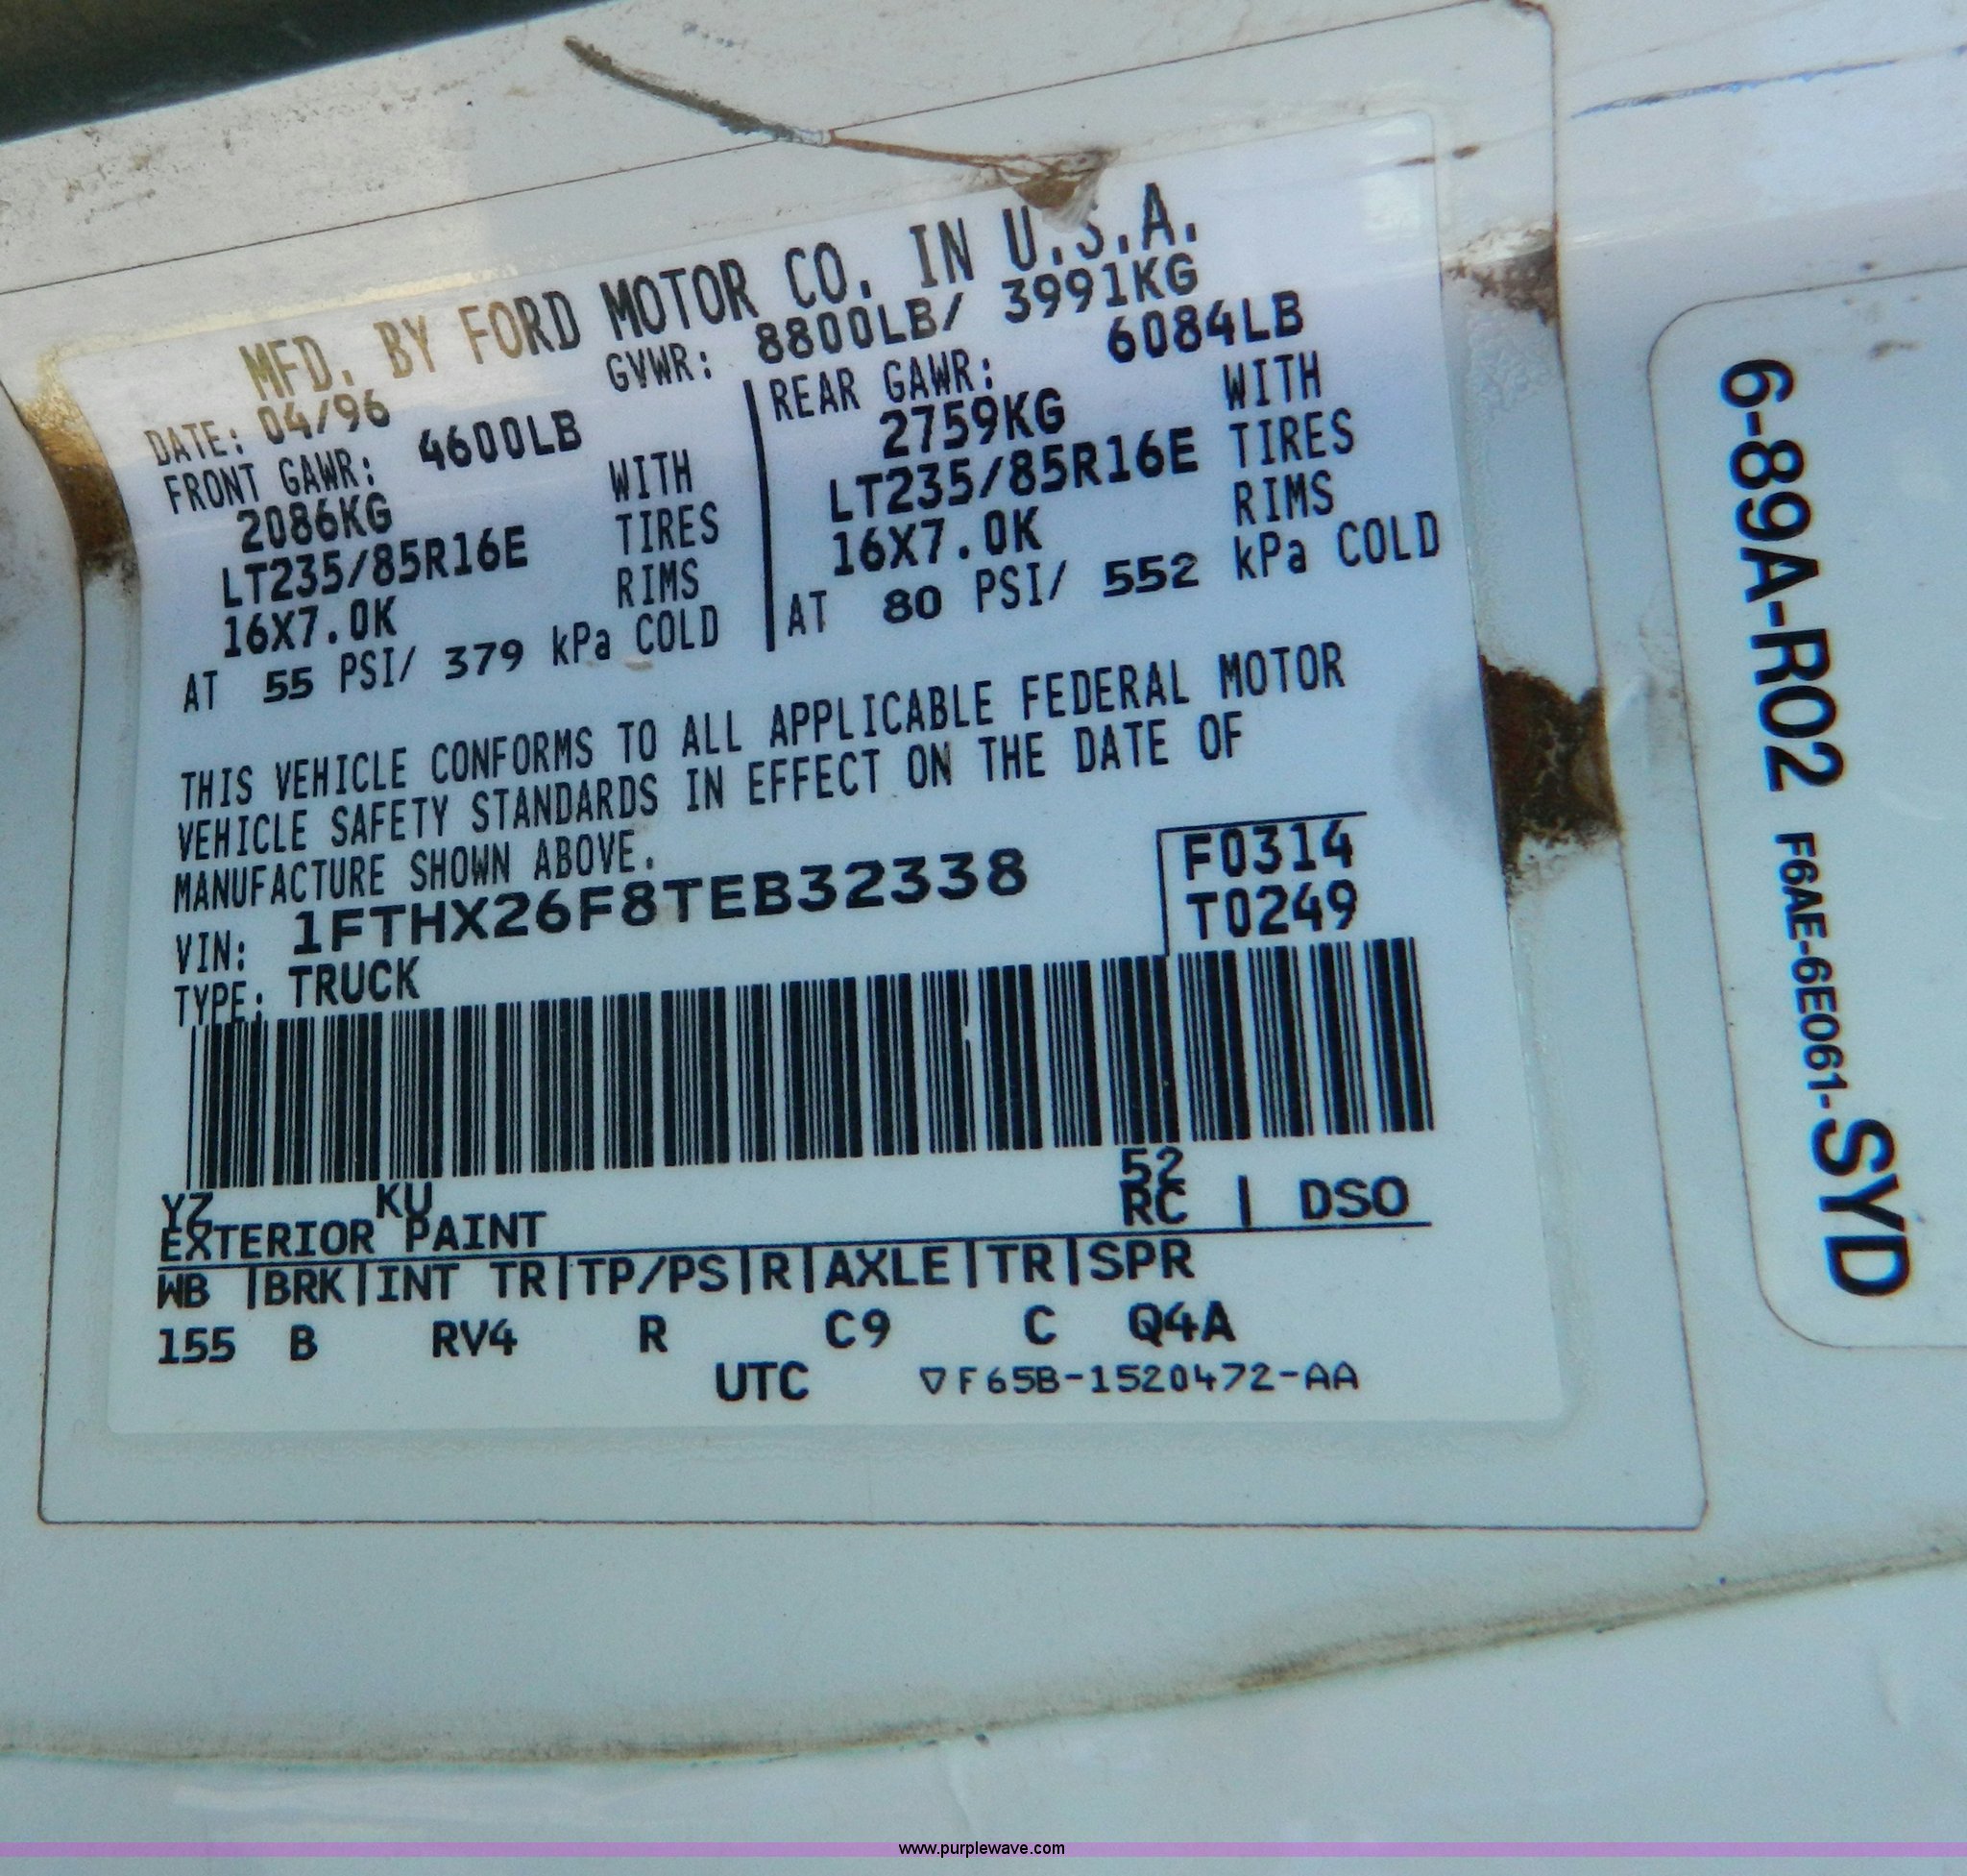 MFD. BY FORD MOTOR CO. IN U.S.A.
DATE: 04/96 GVWR: 8800LB/ 3991KG
FRONT GAWR: 4600LB
2086KG WITH
LT235/85R16E TIRES
16X7.0K RIMS
AT 55 PSI/ 379 kPa COLD
REAR GAWR: 6084LB
2759KG WITH
LT235/85R16E TIRES
16X7.0K RIMS
AT 80 PSI/ 552 kPa COLD
THIS VEHICLE CONFORMS TO ALL APPLICABLE FEDERAL MOTOR
VEHICLE SAFETY STANDARDS IN EFFECT ON THE DATE OF
MANUFACTURE SHOWN ABOVE.
VIN: 1FTHX26F8TEB32338
TYPE: TRUCK
F0314
T0249
YZ KU 52
EXTERIOR PAINT RC | DSO
WB |BRK|INT TR|TP/PS|R|AXLE|TR|SPR
155 B RV4 R C9 C Q4A
UTC ▽F65B-1520472-AA
6-89A-R02 F6AE-6E061-SYD
www.purplewave.com